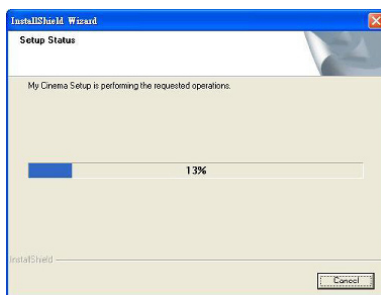 InstallShield Wizard
Setup Status
My Cinema Setup is performing the requested operations.
13%
InstallShield
Cancel